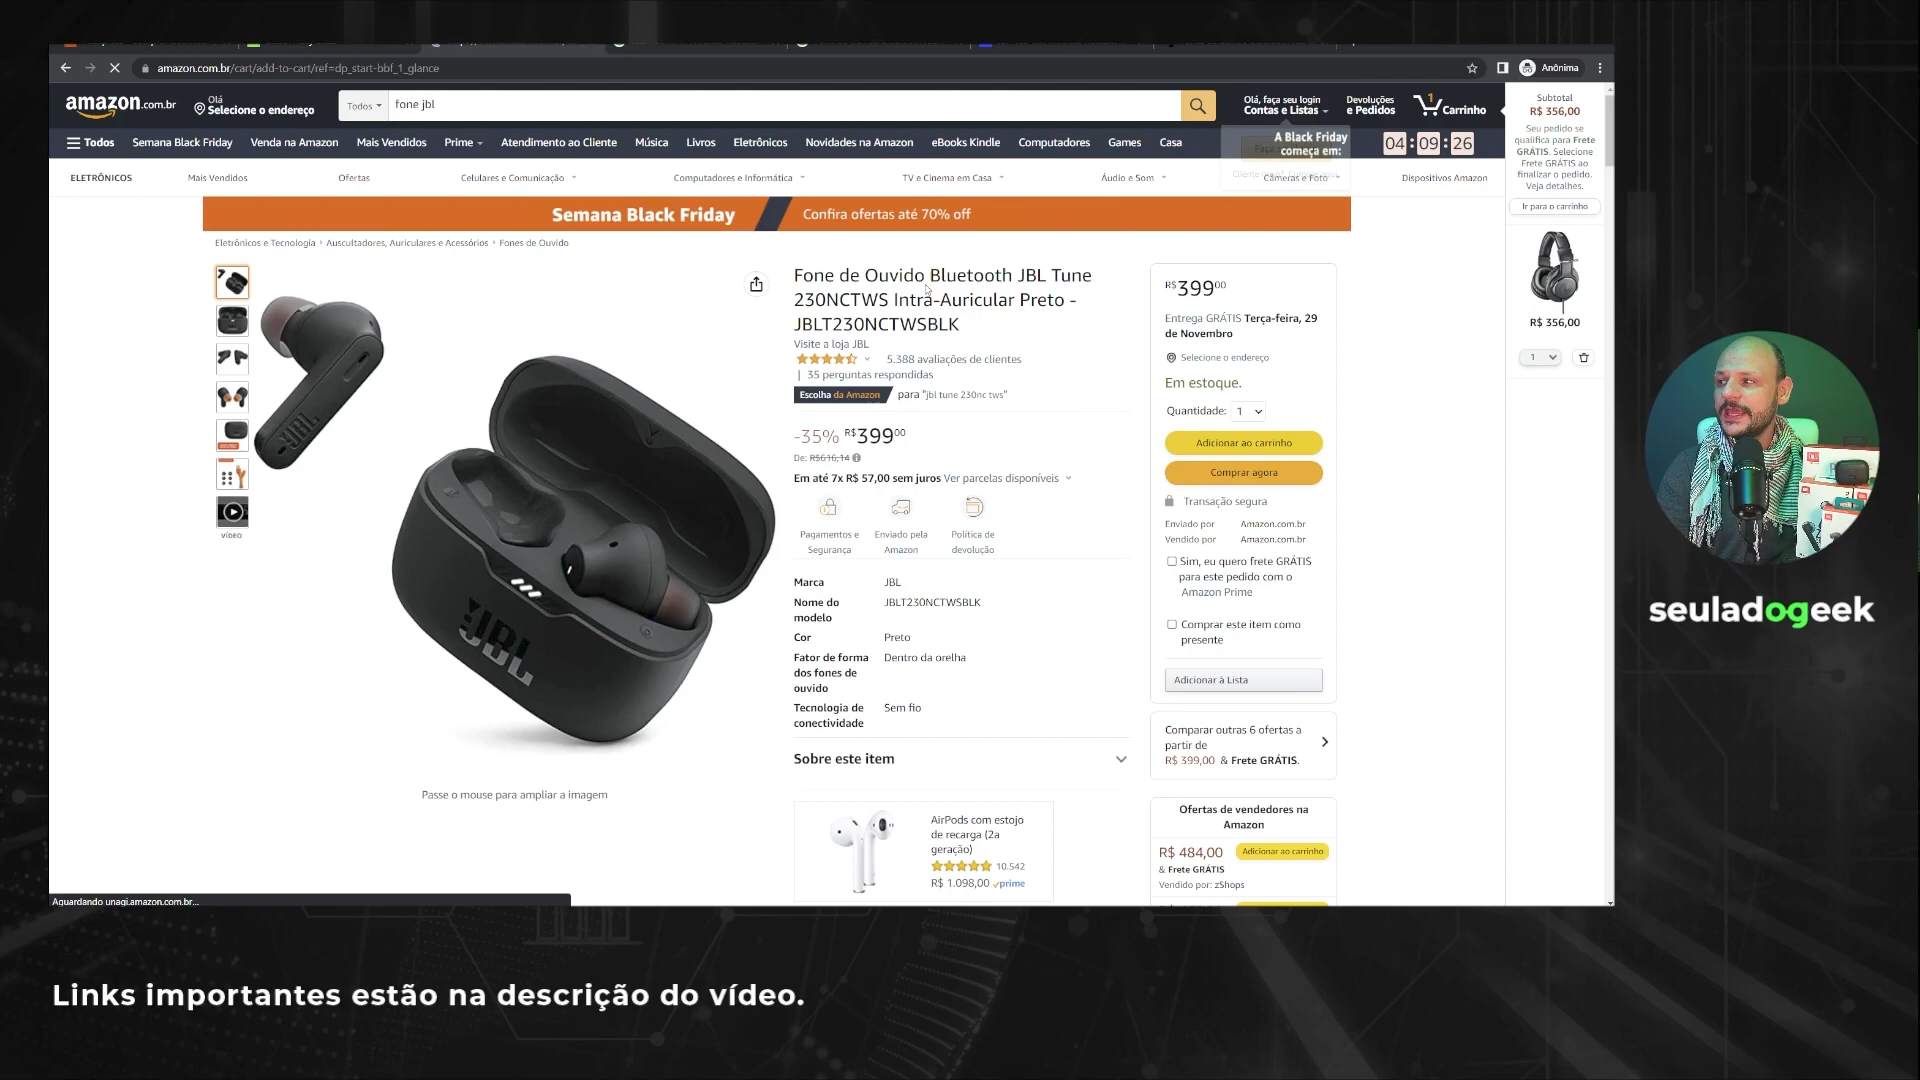 amazon.com.br/cart/add-to-cart/ref=dp_start-bbf_1_glance
Anônima
amazon.com.br
Olá
Selecione o endereço
Todos
fone jbl
Olá, faça seu login
Contas e Listas
Devoluções
e Pedidos
1
Carrinho
Todos
Semana Black Friday
Venda na Amazon
Mais Vendidos
Prime
Atendimento ao Cliente
Música
Livros
Eletrônicos
Novidades na Amazon
eBooks Kindle
Computadores
Games
Casa
A Black Friday
começa em:
04 : 09 : 26
ELETRÔNICOS
Mais Vendidos
Ofertas
Celulares e Comunicação
Computadores e Informática
TV e Cinema em Casa
Áudio e Som
Câmeras e Foto
Dispositivos Amazon
Semana Black Friday
Confira ofertas até 70% off
Eletrônicos e Tecnologia › Auscultadores, Auriculares e Acessórios › Fones de Ouvido
JBL
JBL
VÍDEO
Passe o mouse para ampliar a imagem
Fone de Ouvido Bluetooth JBL Tune
230NCTWS Intra-Auricular Preto -
JBLT230NCTWSBLK
Visite a loja JBL
5.388 avaliações de clientes
| 35 perguntas respondidas
Escolha da Amazon para "jbl tune 230nc tws"
-35% R$39900
De: R$616,14
Em até 7x R$ 57,00 sem juros Ver parcelas disponíveis
Pagamentos e
Segurança
Enviado pela
Amazon
Política de
devolução
Marca JBL
Nome do
modelo
JBLT230NCTWSBLK
Cor Preto
Fator de forma
dos fones de
ouvido
Dentro da orelha
Tecnologia de
conectividade
Sem fio
Sobre este item
AirPods com estojo
de recarga (2a
geração)
10.542
R$ 1.098,00 prime
R$39900
Entrega GRÁTIS Terça-feira, 29
de Novembro
Selecione o endereço
Em estoque.
Quantidade: 1
Adicionar ao carrinho
Comprar agora
Transação segura
Enviado por Amazon.com.br
Vendido por Amazon.com.br
Sim, eu quero frete GRÁTIS
para este pedido com o
Amazon Prime
Comprar este item como
presente
Adicionar à Lista
Comparar outras 6 ofertas a
partir de
R$ 399,00 & Frete GRÁTIS.
Ofertas de vendedores na
Amazon
R$ 484,00
Adicionar ao carrinho
& Frete GRÁTIS
Vendido por: zShops
Subtotal
R$ 356,00
Seu pedido se
qualifica para Frete
GRÁTIS. Selecione
Frete GRÁTIS ao
finalizar o pedido.
Veja detalhes.
Ir para o carrinho
R$ 356,00
1
Aguardando unagi.amazon.com.br...
seuladogeek
Links importantes estão na descrição do vídeo.